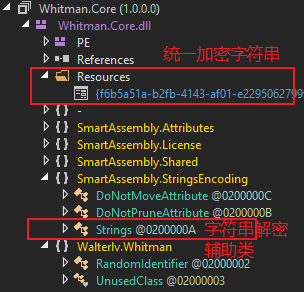 Whitman.Core (1.0.0.0)
Whitman.Core.dll
PE
References
统一加密字符串
Resources
{f6b5a51a-b2fb-4143-af01-e2295062799
-
SmartAssembly.Attributes
SmartAssembly.License
SmartAssembly.Shared
SmartAssembly.StringsEncoding
DoNotMoveAttribute @0200000C
DoNotPruneAttribute @0200000B
Strings @0200000A 字符串解密
辅助类
Walterlv.Whitman
RandomIdentifier @02000002
UnusedClass @02000003